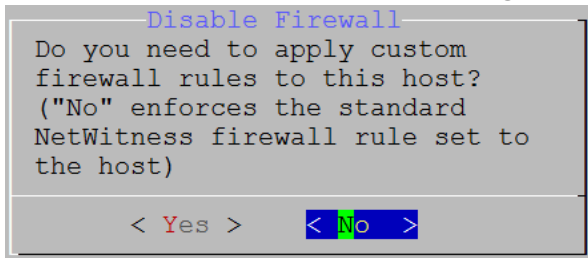 Disable Firewall
Do you need to apply custom
firewall rules to this host?
("No" enforces the standard
NetWitness firewall rule set to
the host)
< Yes > < No >